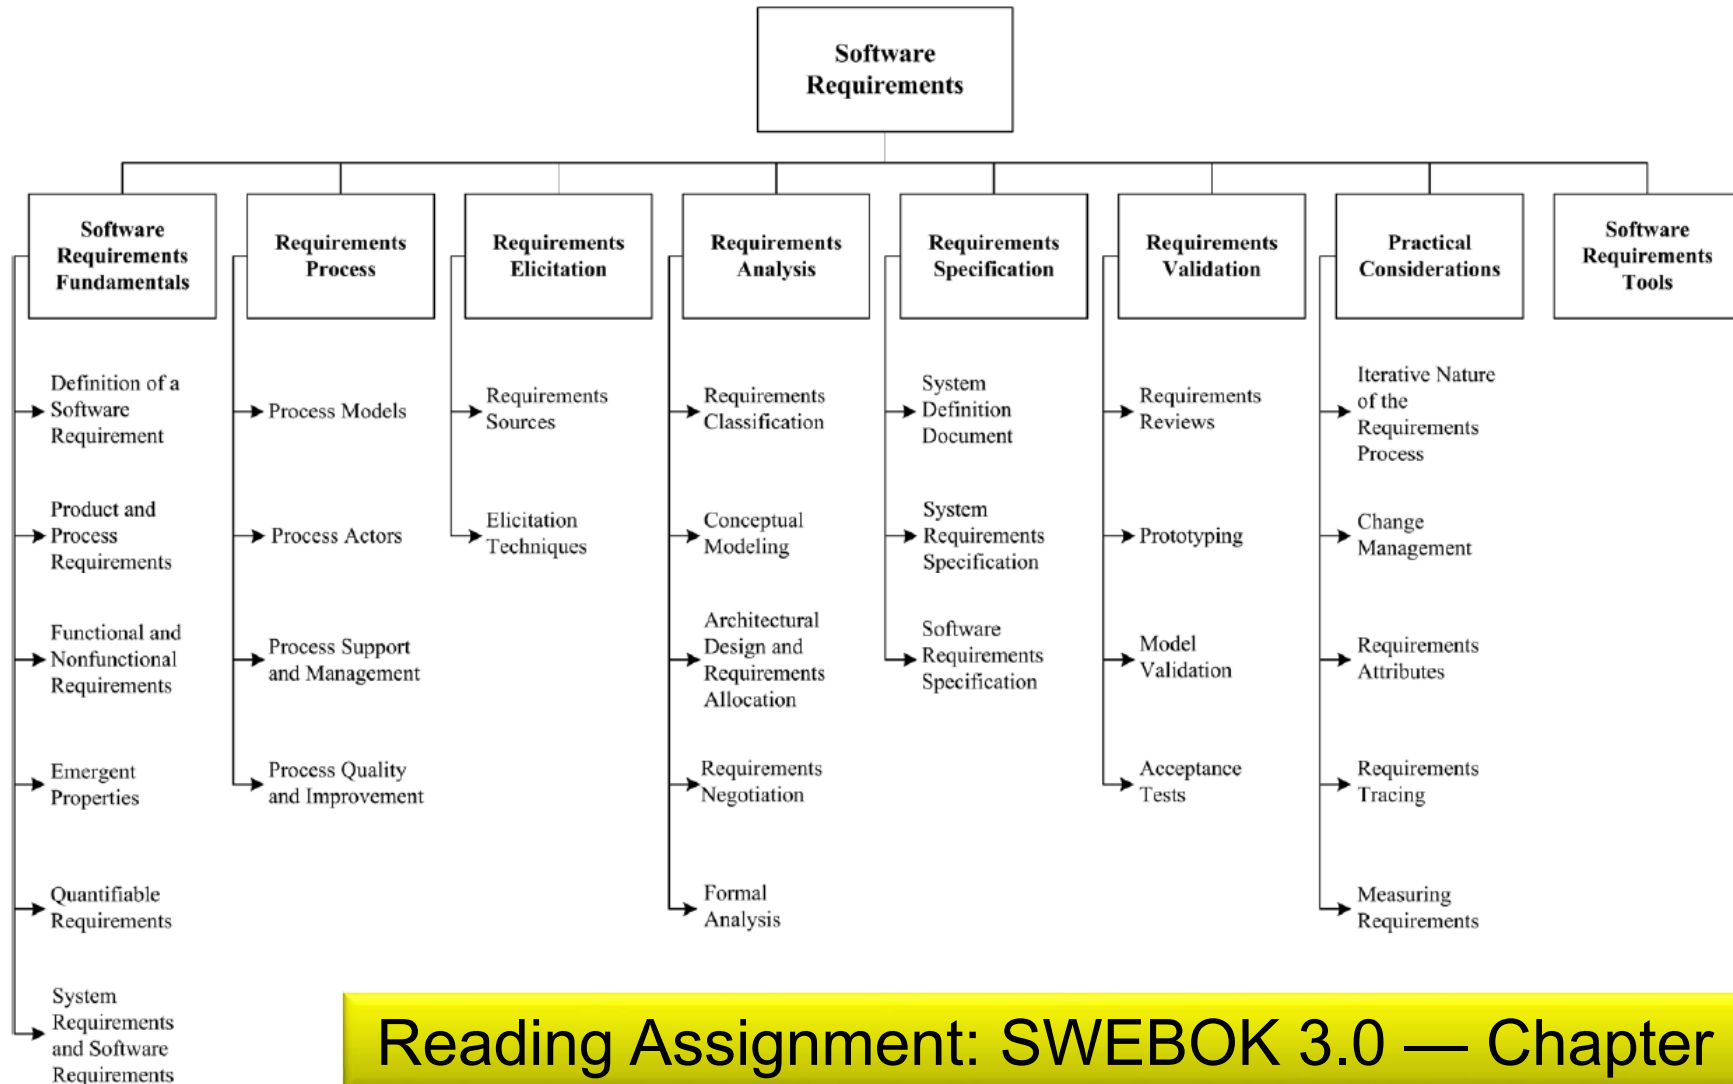 Software
Requirements
Software
Requirements
Fundamentals
Requirements
Process
Requirements
Elicitation
Requirements
Analysis
Requirements
Specification
Requirements
Validation
Practical
Considerations
Software
Requirements
Tools
Definition of a
Software
Requirement
Product and
Process
Requirements
Functional and
Nonfunctional
Requirements
Emergent
Properties
Quantifiable
Requirements
System
Requirements
and Software
Requirements
Process Models
Process Actors
Process Support
and Management
Process Quality
and Improvement
Requirements
Sources
Elicitation
Techniques
Requirements
Classification
Conceptual
Modeling
Architectural
Design and
Requirements
Allocation
Requirements
Negotiation
Formal
Analysis
System
Definition
Document
System
Requirements
Specification
Software
Requirements
Specification
Requirements
Reviews
Prototyping
Model
Validation
Acceptance
Tests
Iterative Nature
of the
Requirements
Process
Change
Management
Requirements
Attributes
Requirements
Tracing
Measuring
Requirements
Reading Assignment: SWEBOK 3.0 — Chapter